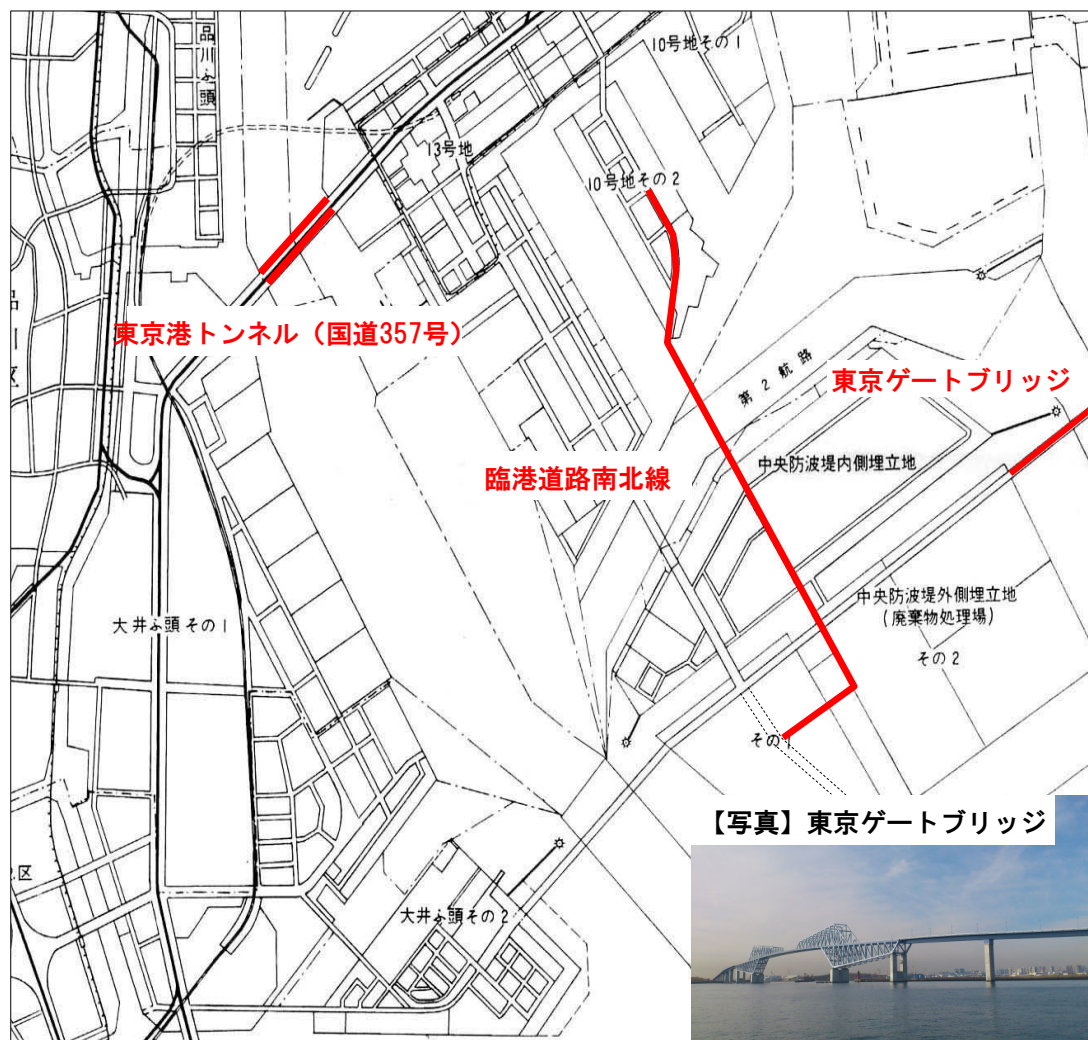 品川ふ頭
10号地その1
13号地
10号地その2
品川区
東京港トンネル（国道357号）
第2航路
東京ゲートブリッジ
臨港道路南北線
中央防波堤内側埋立地
中央防波堤外側埋立地
（廃棄物処理場）
大井ふ頭その1
その2
その1
【写真】東京ゲートブリッジ
区
大井ふ頭その2